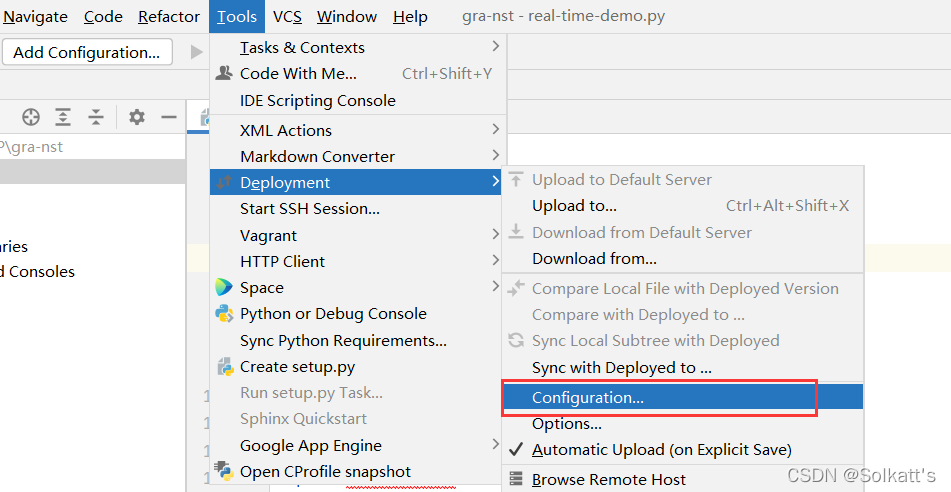 Navigate Code Refactor Tools VCS Window Help gra-nst - real-time-demo.py
Add Configuration...
Tasks & Contexts
Code With Me... Ctrl+Shift+Y
IDE Scripting Console
XML Actions
\gra-nst
Markdown Converter
Deployment
Upload to Default Server
Start SSH Session...
Upload to... Ctrl+Alt+Shift+X
Vagrant
Download from Default Server
aries
HTTP Client
Download from...
d Consoles
Space
Compare Local File with Deployed Version
Python or Debug Console
Compare with Deployed to ...
Sync Python Requirements...
Sync Local Subtree with Deployed
Create setup.py
Sync with Deployed to ...
Run setup.py Task...
Configuration...
Sphinx Quickstart
Options...
Google App Engine
Automatic Upload (on Explicit Save)
Open CProfile snapshot
Browse Remote Host
CSDN @Solkatt's